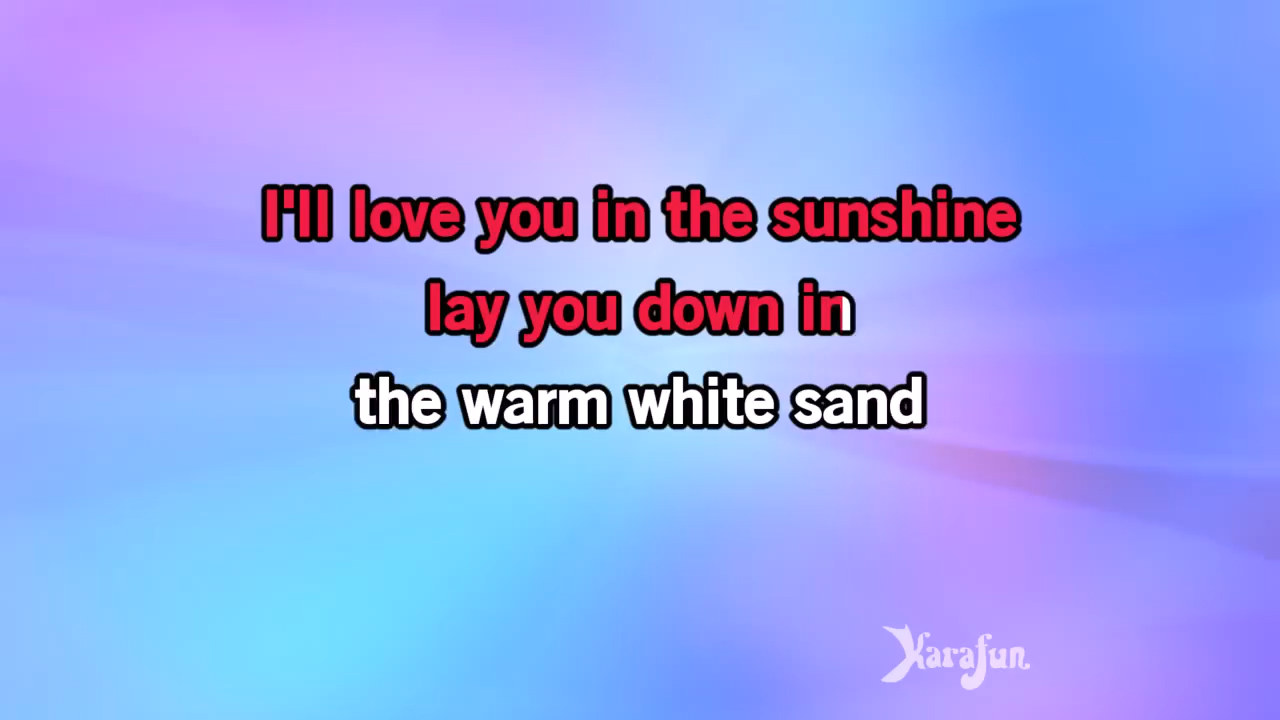 I'll love you in the sunshine
lay you down in
the warm white sand
Karafun